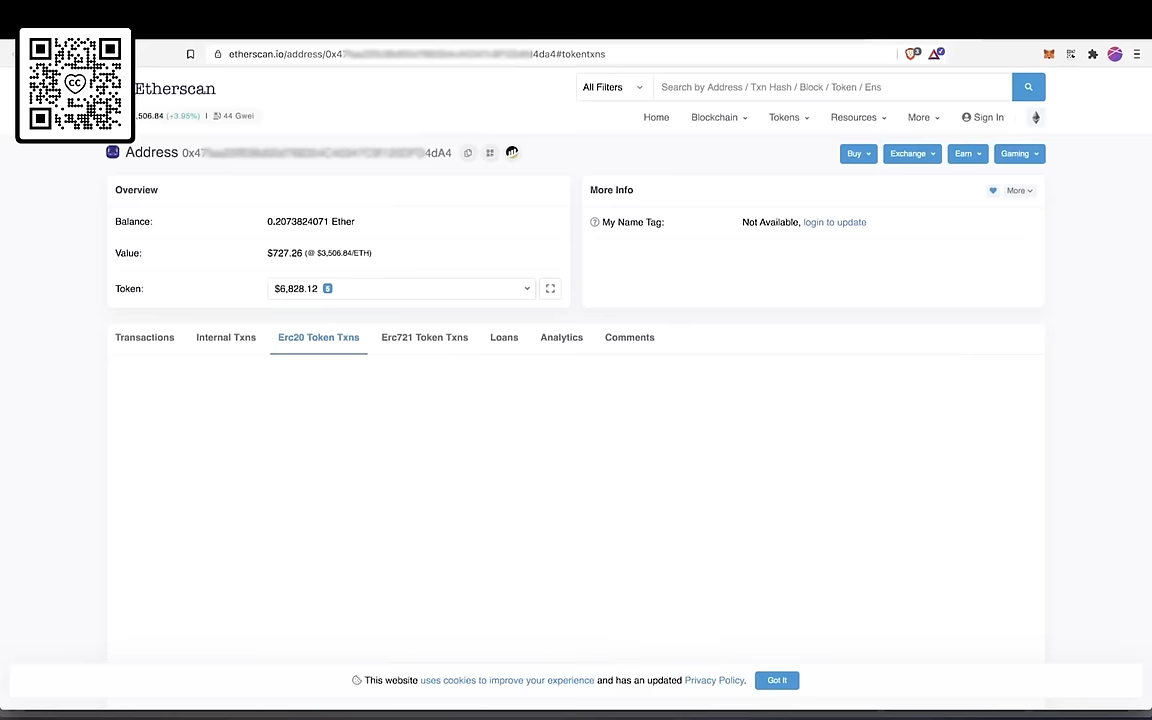 etherscan.io/address/0x47 4da4#tokentxns
Etherscan
All Filters
Search by Address / Txn Hash / Block / Token / Ens
.506.84 (+3.95%) | 44 Gwei
Home Blockchain Tokens Resources More Sign In
Address 0x47 4dA4
Buy Exchange Earn Gaming
Overview
More Info
More
Balance: 0.2073824071 Ether
My Name Tag: Not Available, login to update
Value: $727.26 (@ $3,506.84/ETH)
Token: $6,828.12 5
Transactions Internal Txns Erc20 Token Txns Erc721 Token Txns Loans Analytics Comments
This website uses cookies to improve your experience and has an updated Privacy Policy. Got It
CC